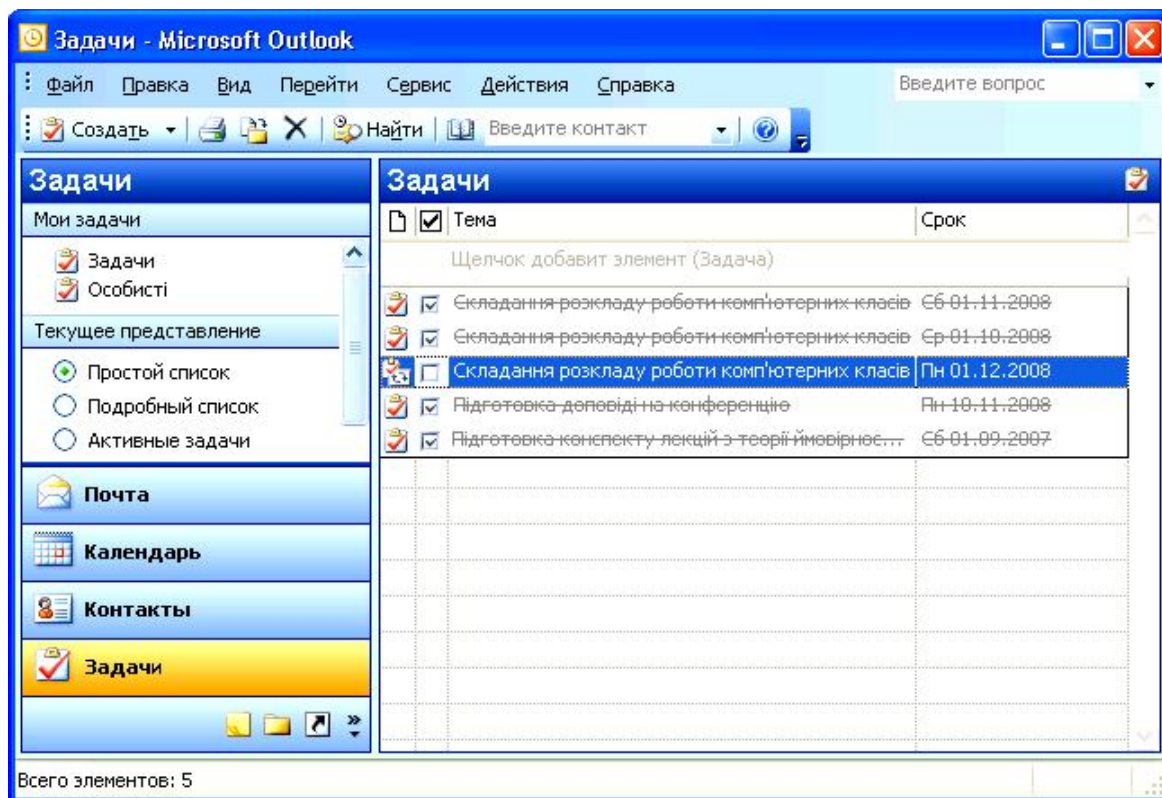 Задачи - Microsoft Outlook
Файл Правка Вид Перейти Сервис Действия Справка Введите вопрос
Создать Найти Введите контакт
Задачи
Мои задачи
Задачи
Особисті
Текущее представление
Простой список
Подробный список
Активные задачи
Почта
Календарь
Контакты
Задачи
Задачи
Тема Срок
Щелчок добавит элемент (Задача)
Складання розкладу роботи комп'ютерних класів Сб 01.11.2008
Складання розкладу роботи комп'ютерних класів Ср 01.10.2008
Складання розкладу роботи комп'ютерних класів Пн 01.12.2008
Підготовка доповіді на конференцію Пн 10.11.2008
Підготовка конспекту лекцій з теорії ймовірнос... Сб 01.09.2007
Всего элементов: 5